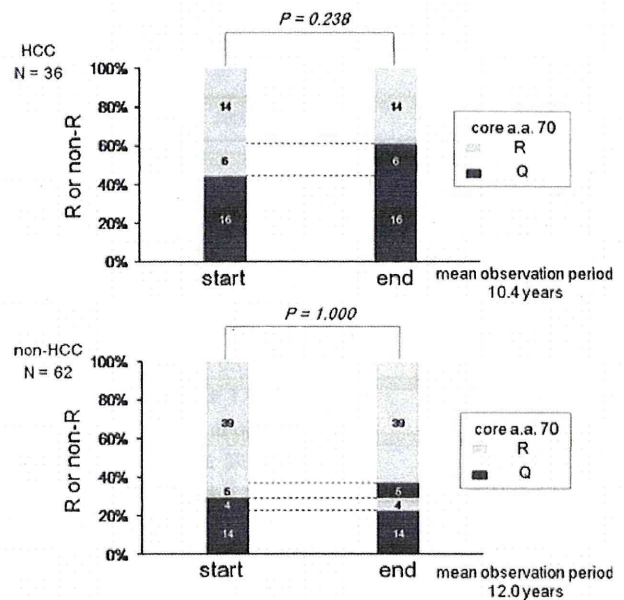 P = 0.238
HCC
N = 36
R or non-R
100%
80%
60%
40%
20%
0%
14
6
16
14
6
16
start
end
core a.a. 70
R
Q
mean observation period
10.4 years
P = 1.000
non-HCC
N = 62
R or non-R
100%
80%
60%
40%
20%
0%
39
5
4
14
39
5
4
14
start
end
core a.a. 70
R
Q
mean observation period
12.0 years